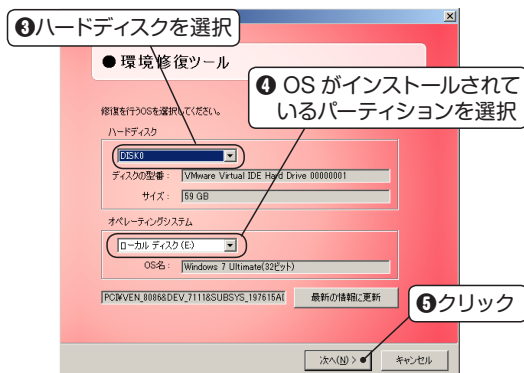 ❸ハードディスクを選択
●環境修復ツール
❹ OS がインストールされて
いるパーティションを選択
修復を行うOSを選択してください。
ハードディスク
DISK0
ディスクの型番： VMware Virtual IDE Hard Drive 00000001
サイズ： 59 GB
オペレーティングシステム
ローカル ディスク (E:)
OS名： Windows 7 Ultimate(32ビット)
PCI¥VEN_8086&DEV_7111&SUBSYS_197615A( 最新の情報に更新
❺クリック
次へ(N) > キャンセル